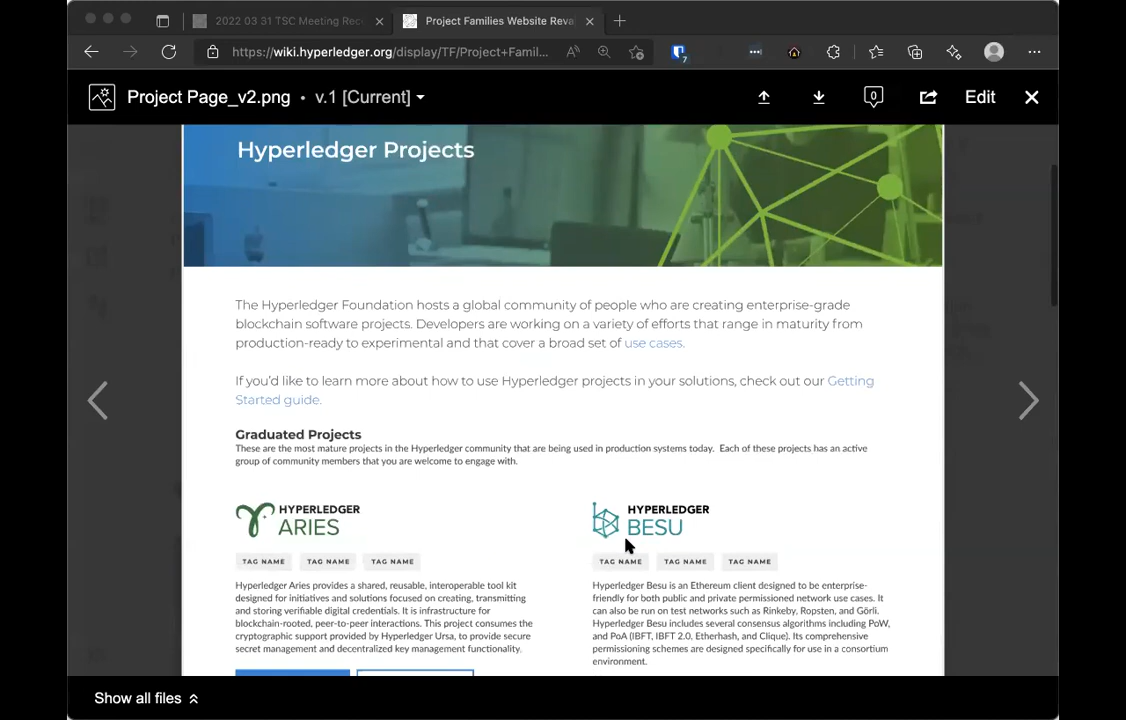 2022 03 31 TSC Meeting Rec
Project Families Website Reva
https://wiki.hyperledger.org/display/TF/Project+Famil...
7
Project Page_v2.png • v.1 [Current]
0
Edit
Hyperledger Projects
The Hyperledger Foundation hosts a global community of people who are creating enterprise-grade
blockchain software projects. Developers are working on a variety of efforts that range in maturity from
production-ready to experimental and that cover a broad set of use cases.
If you'd like to learn more about how to use Hyperledger projects in your solutions, check out our Getting
Started guide.
Graduated Projects
These are the most mature projects in the Hyperledger community that are being used in production systems today. Each of these projects has an active
group of community members that you are welcome to engage with.
HYPERLEDGER
ARIES
TAG NAME TAG NAME TAG NAME
Hyperledger Aries provides a shared, reusable, interoperable tool kit
designed for initiatives and solutions focused on creating, transmitting
and storing verifiable digital credentials. It is infrastructure for
blockchain-rooted, peer-to-peer interactions. This project consumes the
cryptographic support provided by Hyperledger Ursa, to provide secure
secret management and decentralized key management functionality.
HYPERLEDGER
BESU
TAG NAME TAG NAME TAG NAME
Hyperledger Besu is an Ethereum client designed to be enterprise-
friendly for both public and private permissioned network use cases. It
can also be run on test networks such as Rinkeby, Ropsten, and Görli.
Hyperledger Besu includes several consensus algorithms including PoW,
and PoA (IBFT, IBFT 2.0, Etherhash, and Clique). Its comprehensive
permissioning schemes are designed specifically for use in a consortium
environment.
Show all files